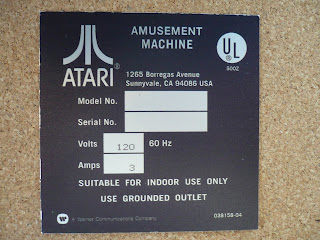 AMUSEMENT
MACHINE
UL
900Z
ATARI®
1265 Borregas Avenue
Sunnyvale, CA 94086 USA
Model No.
Serial No.
Volts 120 60 Hz
Amps 3
SUITABLE FOR INDOOR USE ONLY
USE GROUNDED OUTLET
A Warner Communications Company
038158-04